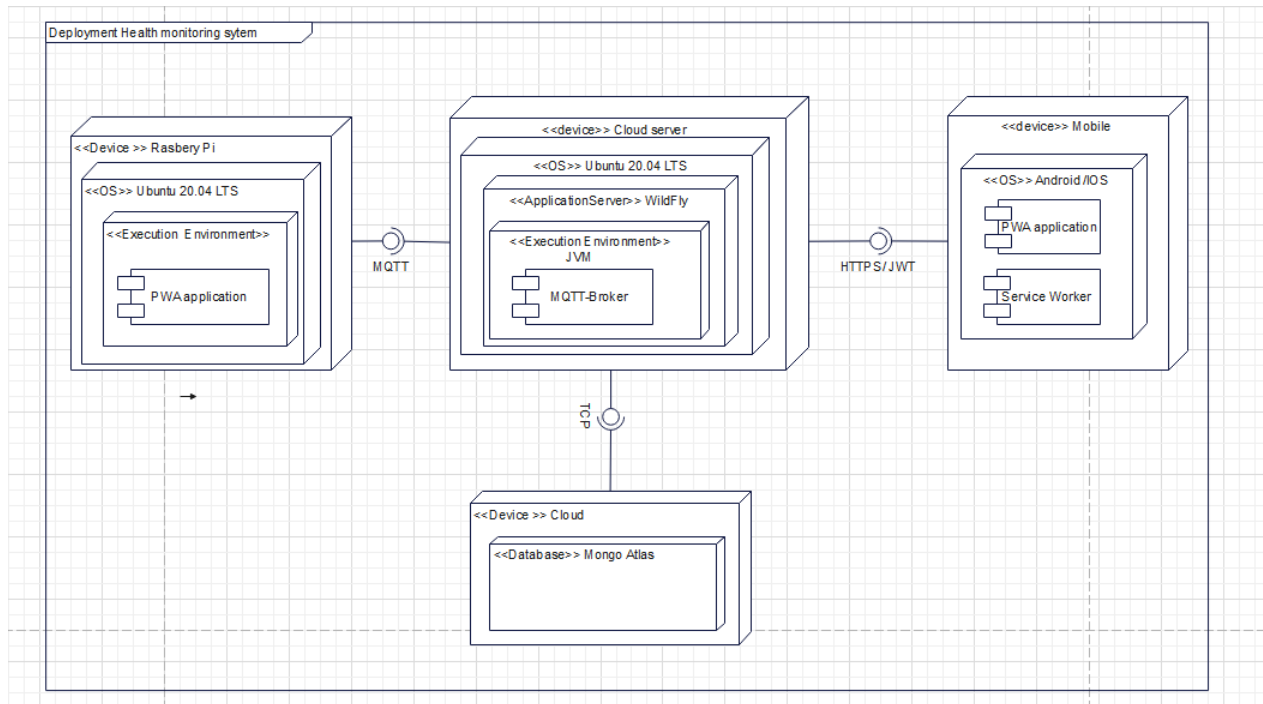 Deployment Health monitoring sytem
<<Device >> Rasbery Pi
<<OS>> Ubuntu 20.04 LTS
<<Execution Environment>>
PWA application
MQTT
<<device>> Cloud server
<<OS>> Ubuntu 20.04 LTS
<<ApplicationServer>> WildFly
<<Execution Environment>>
JVM
MQTT-Broker
HTTPS/JWT
<<device>> Mobile
<<OS>> Android/IOS
PWA application
Service Worker
TCP
<<Device >> Cloud
<<Database>> Mongo Atlas